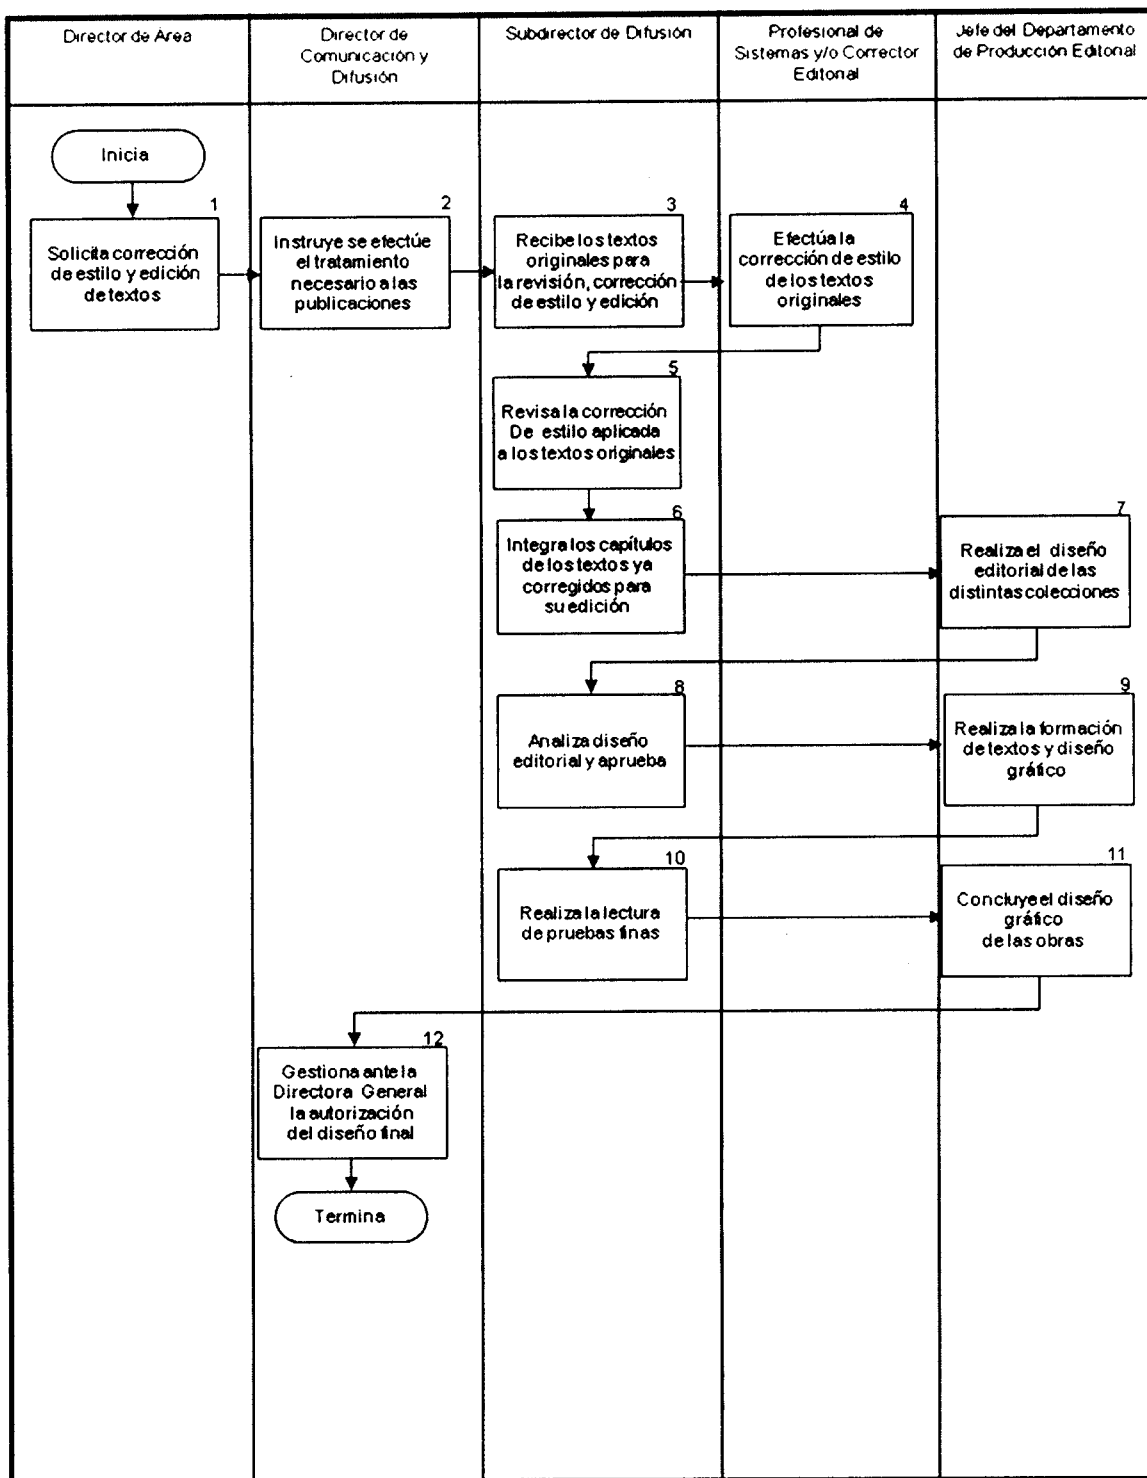 Director de Area
Director de
Comunicación y
Difusión
Subdirector de Difusión
Profesional de
Sistemas y/o Corrector
Editorial
Jefe del Departamento
de Producción Editorial
Inicia
1
Solicita corrección
de estilo y edición
de textos
2
Instruye se efectúe
el tratamiento
necesario a las
publicaciones
3
Recibe los textos
originales para
la revisión, corrección
de estilo y edición
4
Efectúa la
corrección de estilo
de los textos
originales
5
Revisa la corrección
De estilo aplicada
a los textos originales
6
Integra los capítulos
de los textos ya
corregidos para
su edición
7
Realiza el diseño
editorial de las
distintas colecciones
8
Analiza diseño
editorial y aprueba
9
Realiza la formación
de textos y diseño
gráfico
10
Realiza la lectura
de pruebas finas
11
Concluye el diseño
gráfico
de las obras
12
Gestiona ante la
Directora General
la autorización
del diseño final
Termina